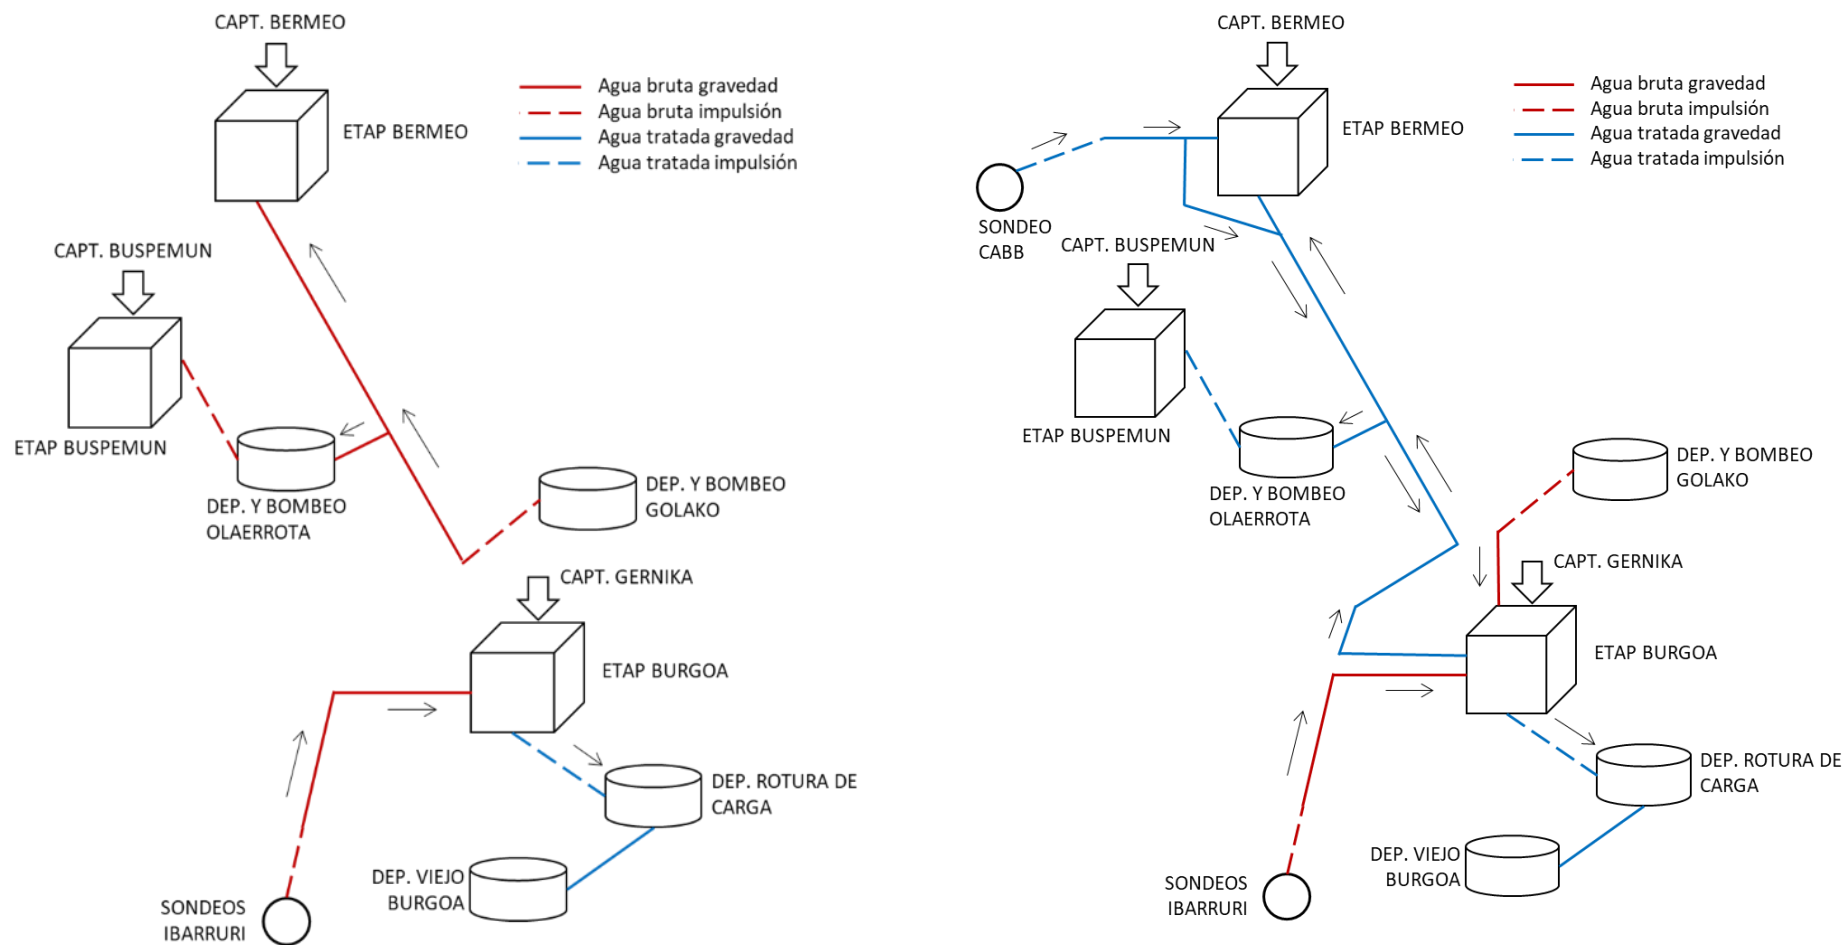 CAPT. BERMEO
Agua bruta gravedad
Agua bruta impulsión
ETAP BERMEO
Agua tratada gravedad
Agua tratada impulsión
CAPT. BUSPEMUN
ETAP BUSPEMUN
DEP. Y BOMBEO
OLAERROTA
DEP. Y BOMBEO
GOLAKO
CAPT. GERNIKA
ETAP BURGOA
DEP. ROTURA DE
CARGA
DEP. VIEJO
BURGOA
SONDEOS
IBARRURI
CAPT. BERMEO
Agua bruta gravedad
Agua bruta impulsión
ETAP BERMEO
Agua tratada gravedad
Agua tratada impulsión
SONDEO
CABB
CAPT. BUSPEMUN
ETAP BUSPEMUN
DEP. Y BOMBEO
OLAERROTA
DEP. Y BOMBEO
GOLAKO
CAPT. GERNIKA
ETAP BURGOA
DEP. ROTURA DE
CARGA
DEP. VIEJO
BURGOA
SONDEOS
IBARRURI